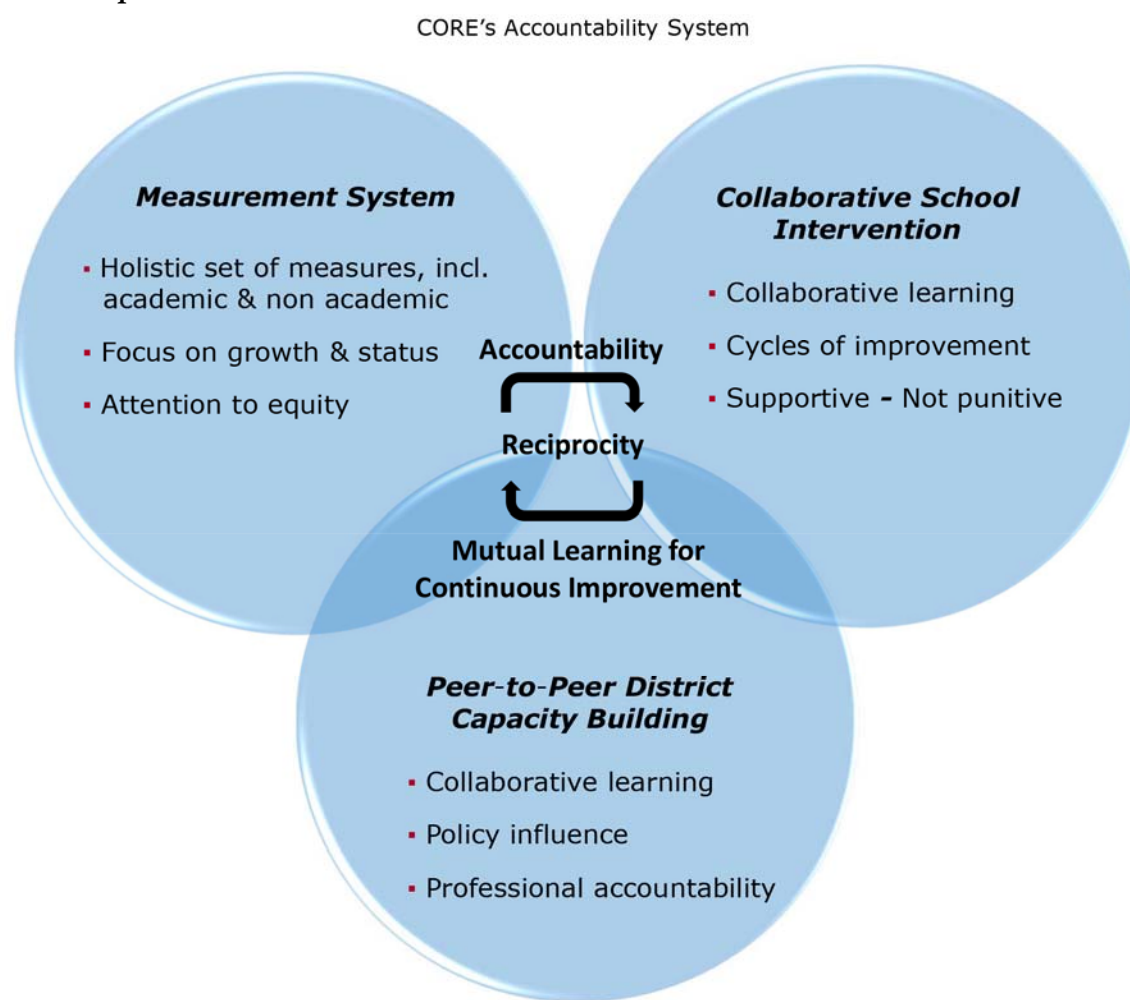 CORE's Accountability System
Measurement System
▪ Holistic set of measures, incl.
academic & non academic
▪ Focus on growth & status
▪ Attention to equity
Collaborative School
Intervention
▪ Collaborative learning
▪ Cycles of improvement
▪ Supportive - Not punitive
Accountability
Reciprocity
Mutual Learning for
Continuous Improvement
Peer-to-Peer District
Capacity Building
▪ Collaborative learning
▪ Policy influence
▪ Professional accountability